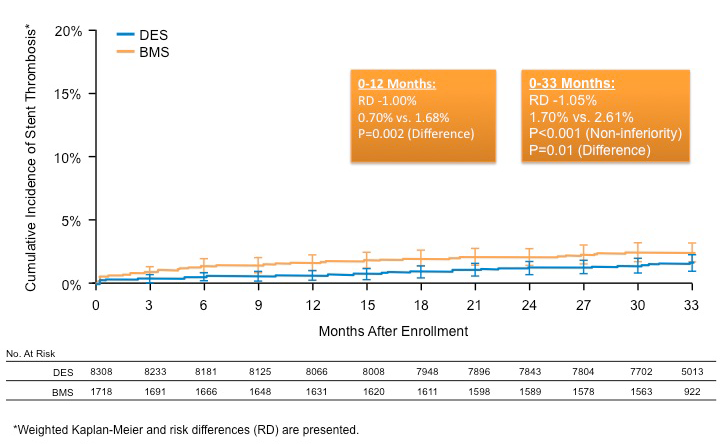 Cumulative Incidence of Stent Thrombosis*
20%
15%
10%
5%
0%
DES
BMS
0-12 Months:
RD -1.00%
0.70% vs. 1.68%
P=0.002 (Difference)
0-33 Months:
RD -1.05%
1.70% vs. 2.61%
P<0.001 (Non-inferiority)
P=0.01 (Difference)
0 3 6 9 12 15 18 21 24 27 30 33
Months After Enrollment
No. At Risk
DES 8308 8233 8181 8125 8066 8008 7948 7896 7843 7804 7702 5013
BMS 1718 1691 1666 1648 1631 1620 1611 1598 1589 1578 1563 922
*Weighted Kaplan-Meier and risk differences (RD) are presented.